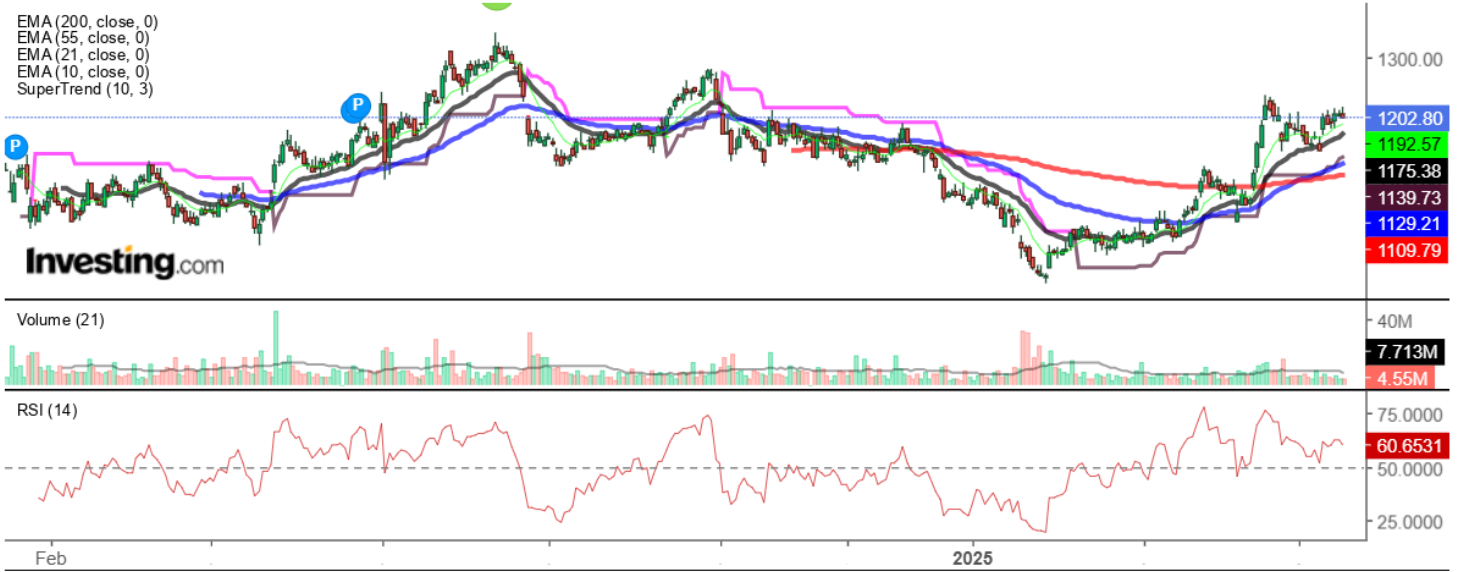 EMA (200, close, 0)
EMA (55, close, 0)
EMA (21, close, 0)
EMA (10, close, 0)
SuperTrend (10, 3)
P
P
1300.00
1202.80
1192.57
1175.38
1139.73
1129.21
1109.79
Investing.com
Volume (21)
40M
7.713M
4.55M
RSI (14)
75.0000
60.6531
50.0000
25.0000
Feb
2025